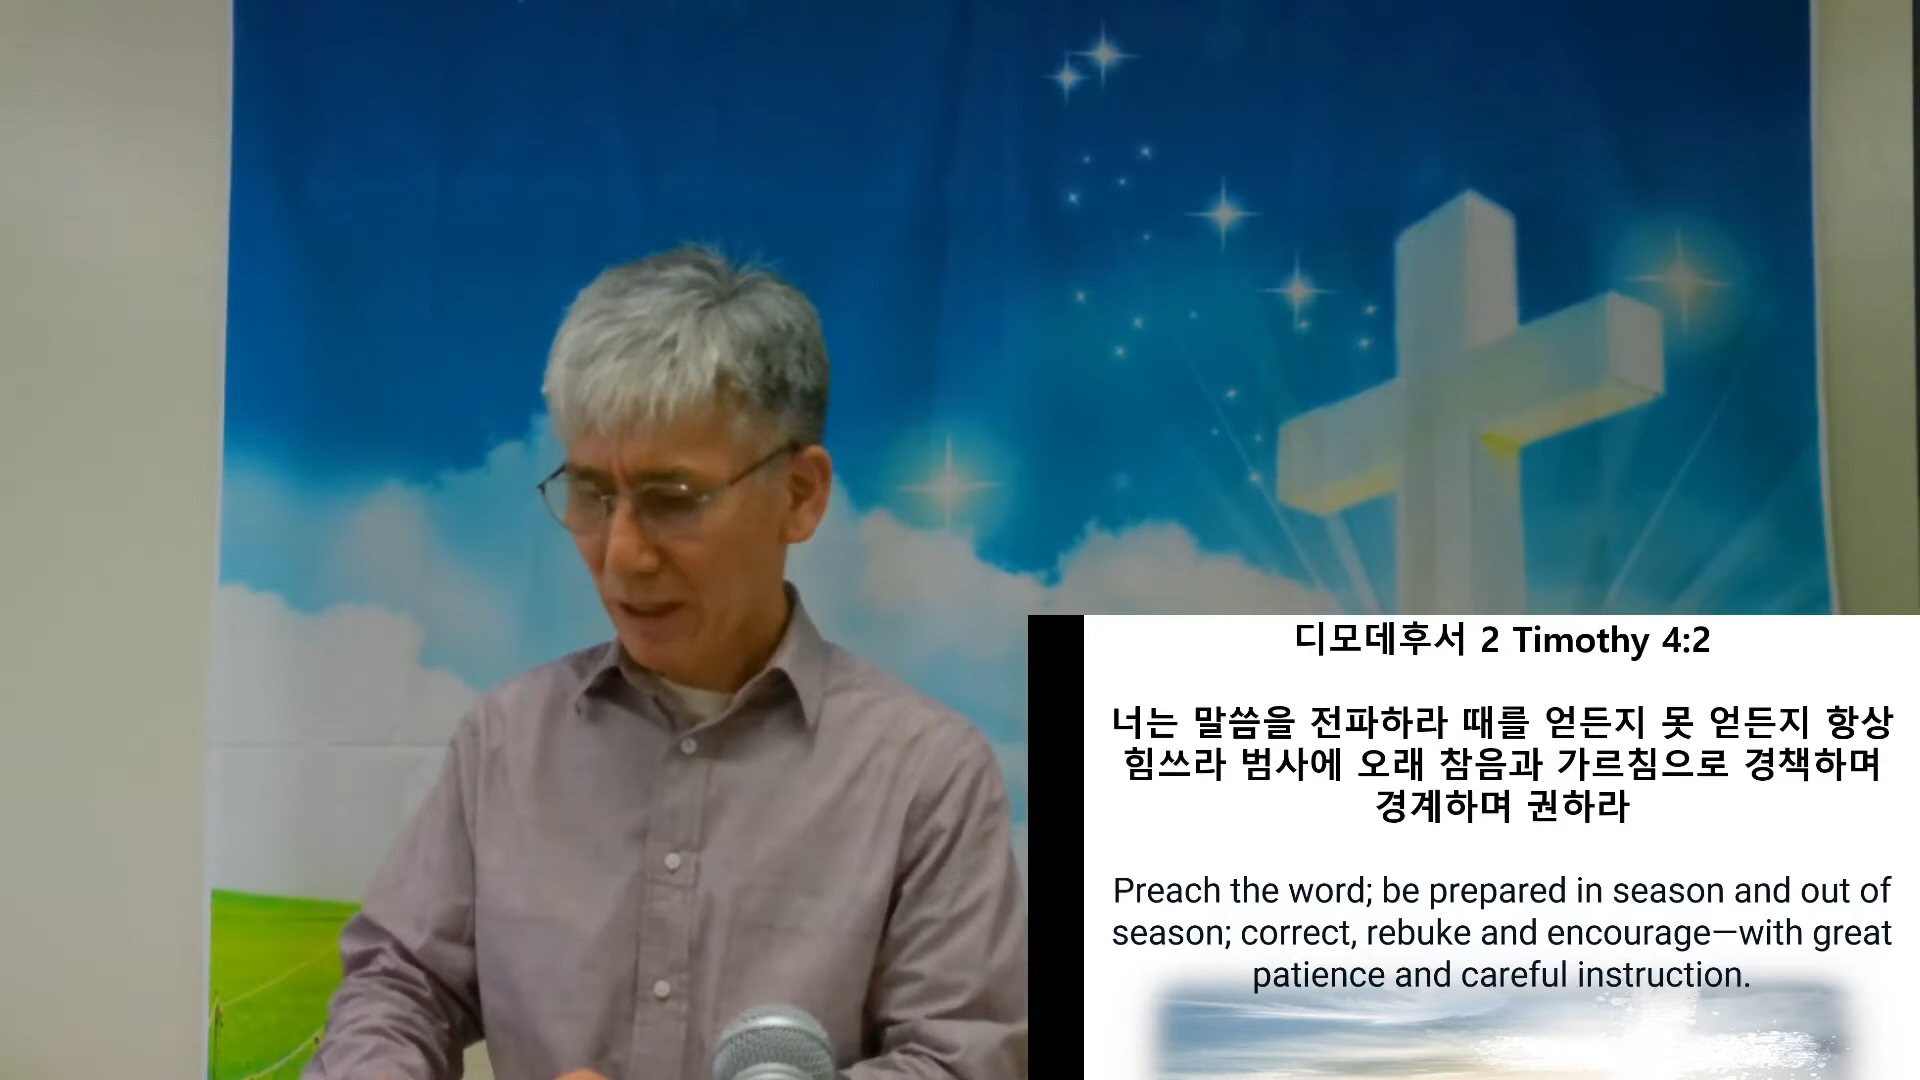 디모데후서 2 Timothy 4:2
너는 말씀을 전파하라 때를 얻든지 못 얻든지 항상
힘쓰라 범사에 오래 참음과 가르침으로 경책하며
경계하며 권하라
Preach the word; be prepared in season and out of
season; correct, rebuke and encourage—with great
patience and careful instruction.